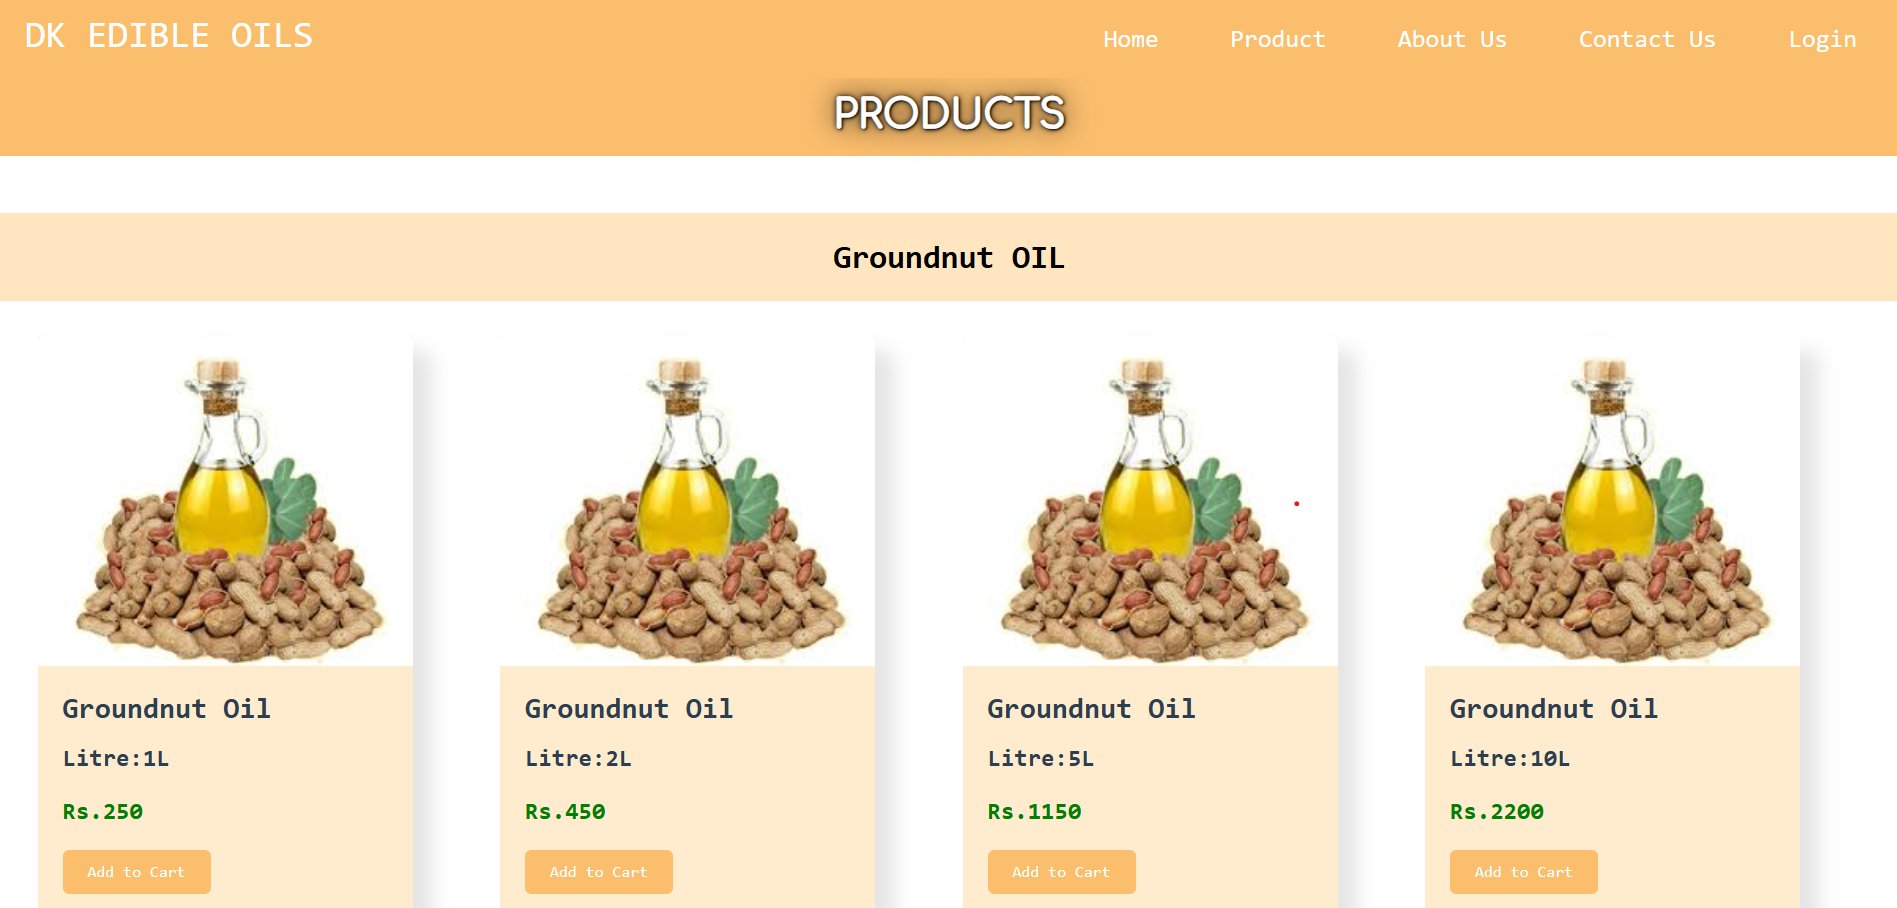 DK EDIBLE OILS
Home Product About Us Contact Us Login
PRODUCTS
Groundnut OIL
Groundnut Oil
Litre:1L
Rs.250
Add to Cart
Groundnut Oil
Litre:2L
Rs.450
Add to Cart
Groundnut Oil
Litre:5L
Rs.1150
Add to Cart
Groundnut Oil
Litre:10L
Rs.2200
Add to Cart